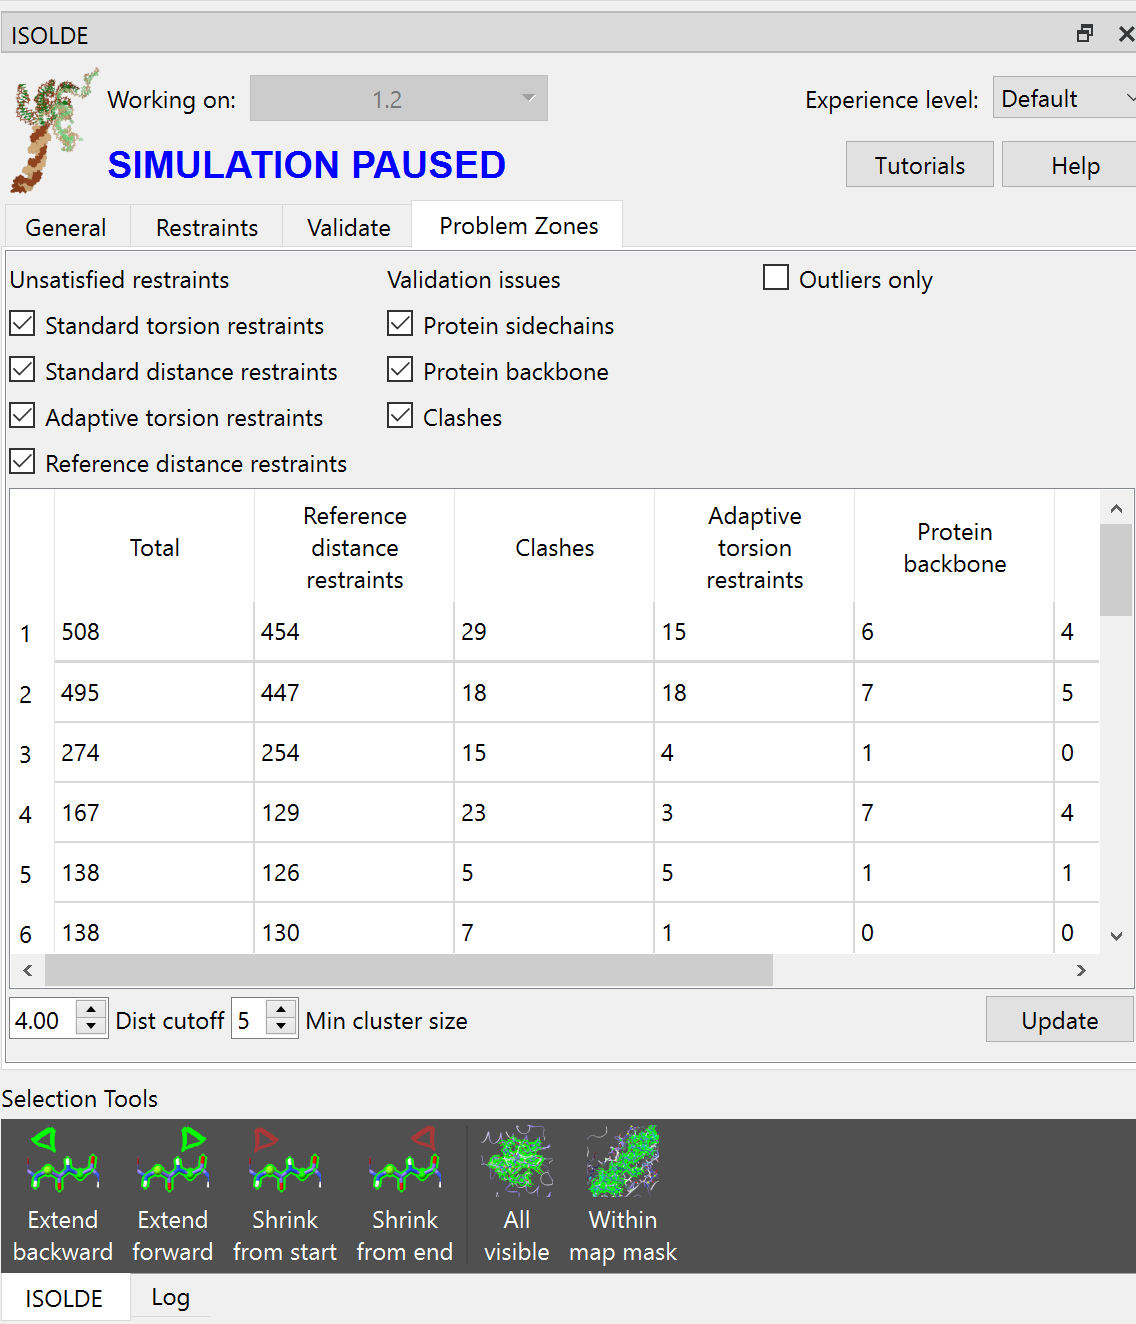 ISOLDE
Working on: 1.2 Experience level: Default
SIMULATION PAUSED Tutorials Help
General Restraints Validate Problem Zones
Unsatisfied restraints Validation issues Outliers only
Standard torsion restraints Protein sidechains
Standard distance restraints Protein backbone
Adaptive torsion restraints Clashes
Reference distance restraints
Total Reference distance restraints Clashes Adaptive torsion restraints Protein backbone
1 508 454 29 15 6 4
2 495 447 18 18 7 5
3 274 254 15 4 1 0
4 167 129 23 3 7 4
5 138 126 5 5 1 1
6 138 130 7 1 0 0
4.00 Dist cutoff 5 Min cluster size Update
Selection Tools
Extend backward Extend forward Shrink from start Shrink from end All visible Within map mask
ISOLDE Log